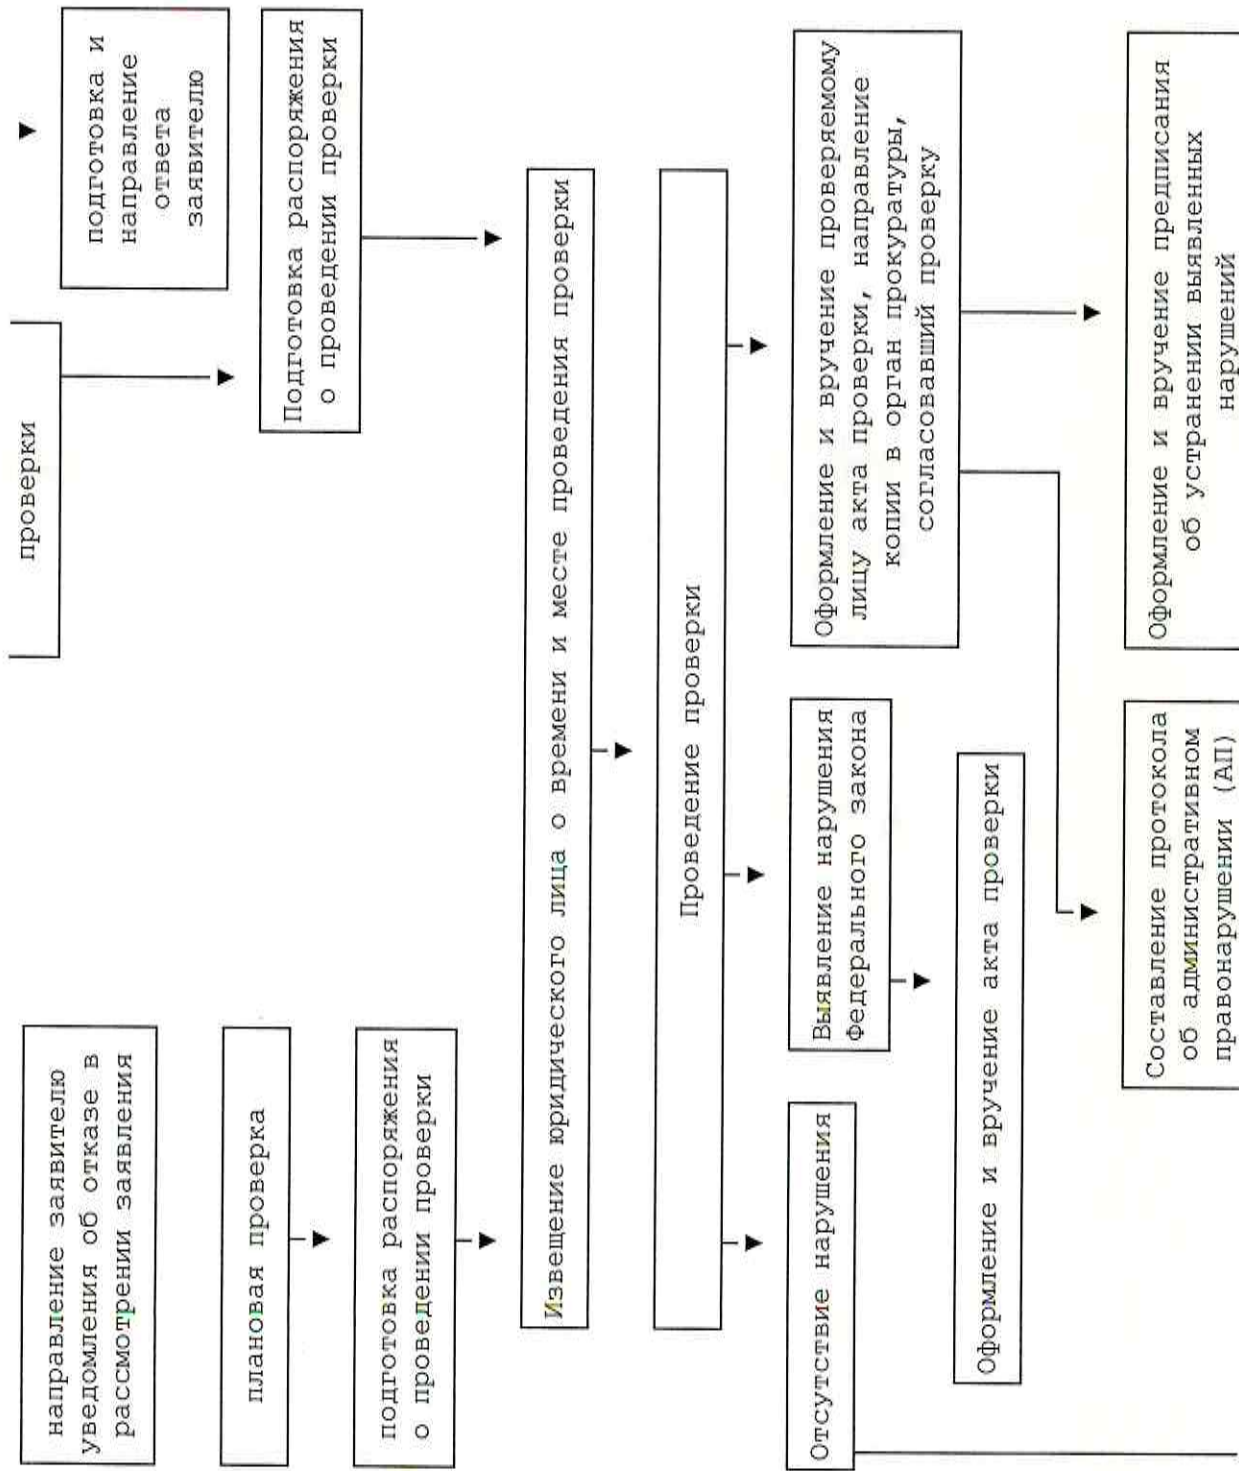 направление заявителю
уведомления об отказе в
рассмотрении заявления
проверки
подготовка и
направление
ответа
заявителю
плановая проверка
Подготовка распоряжения
о проведении проверки
подготовка распоряжения
о проведении проверки
Извещение юридического лица о времени и месте проведения проверки
Проведение проверки
Отсутствие нарушения
Выявление нарушения
Федерального закона
Оформление и вручение проверяемому
лицу акта проверки, направление
копии в орган прокуратуры,
согласовавший проверку
Оформление и вручение акта проверки
Составление протокола
об административном
правонарушении (АП)
Оформление и вручение предписания
об устранении выявленных
нарушений